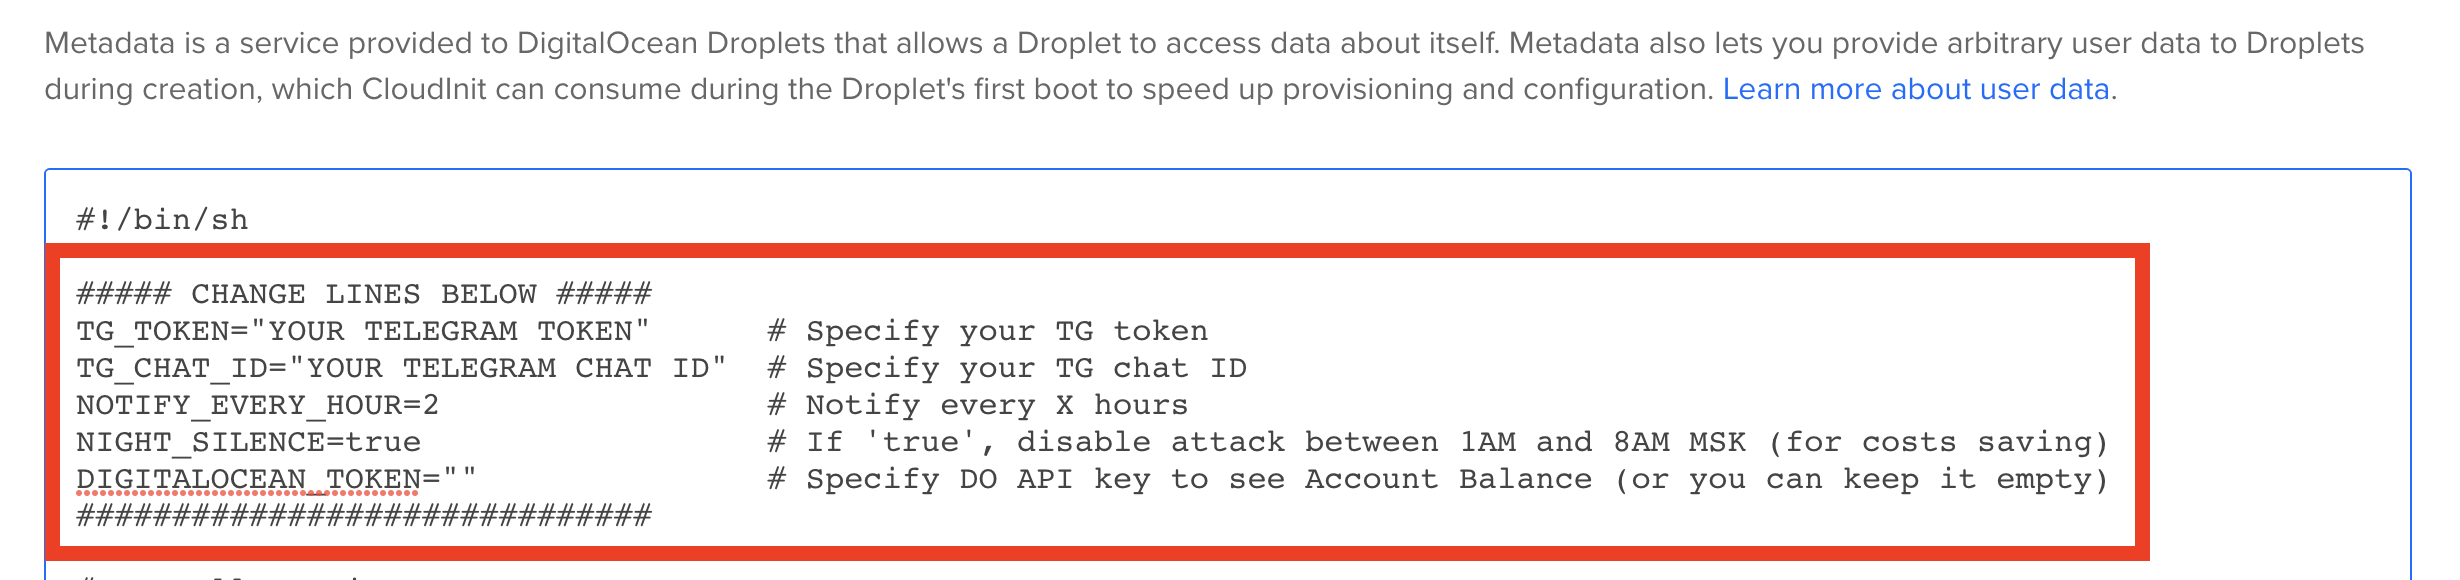 Metadata is a service provided to DigitalOcean Droplets that allows a Droplet to access data about itself. Metadata also lets you provide arbitrary user data to Droplets
during creation, which CloudInit can consume during the Droplet's first boot to speed up provisioning and configuration. Learn more about user data.
#!/bin/sh
##### CHANGE LINES BELOW #####
TG_TOKEN="YOUR TELEGRAM TOKEN" # Specify your TG token
TG_CHAT_ID="YOUR TELEGRAM CHAT ID" # Specify your TG chat ID
NOTIFY_EVERY_HOUR=2 # Notify every X hours
NIGHT_SILENCE=true # If 'true', disable attack between 1AM and 8AM MSK (for costs saving)
DIGITALOCEAN_TOKEN="" # Specify DO API key to see Account Balance (or you can keep it empty)
##############################